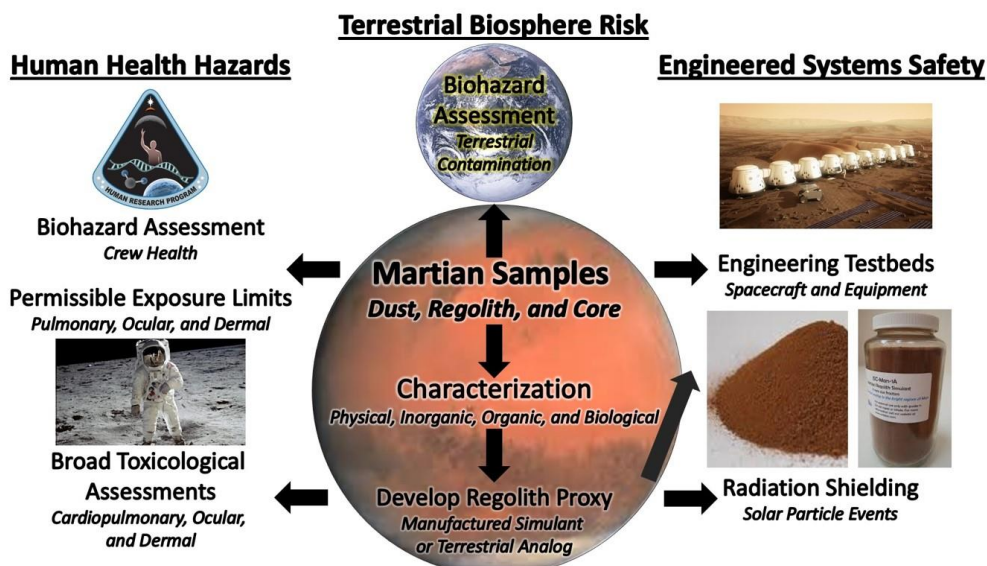 Terrestrial Biosphere Risk
Human Health Hazards
Engineered Systems Safety
Biohazard
Assessment
Terrestrial
Contamination
HUMAN RESEARCH PROGRAM
Biohazard Assessment
Crew Health
Permissible Exposure Limits
Pulmonary, Ocular, and Dermal
Broad Toxicological
Assessments
Cardiopulmonary, Ocular,
and Dermal
Martian Samples
Dust, Regolith, and Core
Characterization
Physical, Inorganic, Organic, and Biological
Develop Regolith Proxy
Manufactured Simulant
or Terrestrial Analog
Engineering Testbeds
Spacecraft and Equipment
Radiation Shielding
Solar Particle Events